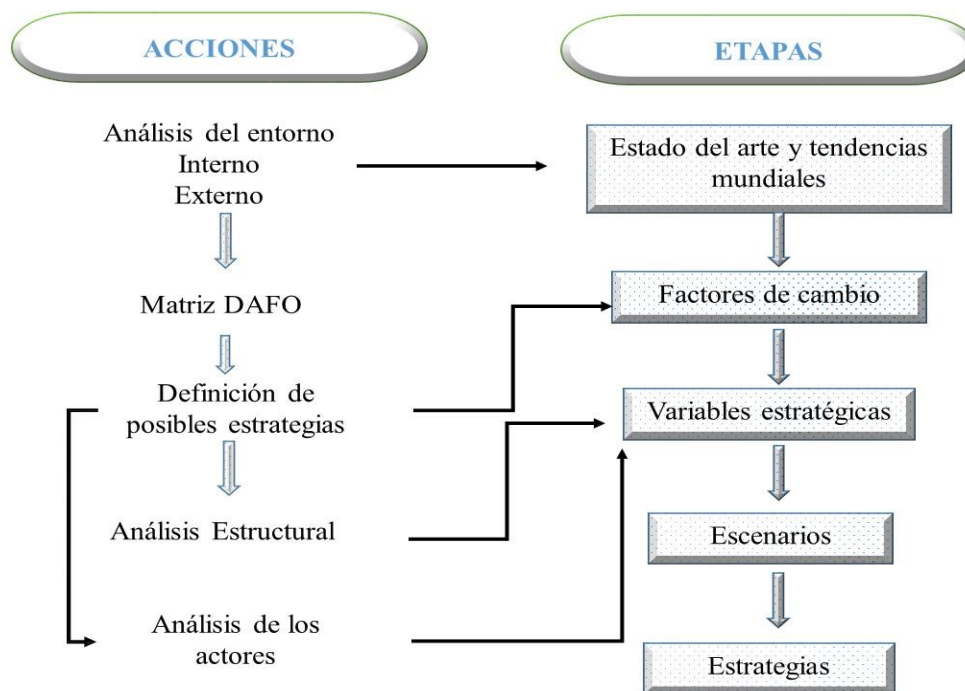 ACCIONES
ETAPAS
Análisis del entorno
Interno
Externo
Estado del arte y tendencias
mundiales
Matriz DAFO
Factores de cambio
Definición de
posibles estrategias
Variables estratégicas
Análisis Estructural
Escenarios
Análisis de los
actores
Estrategias